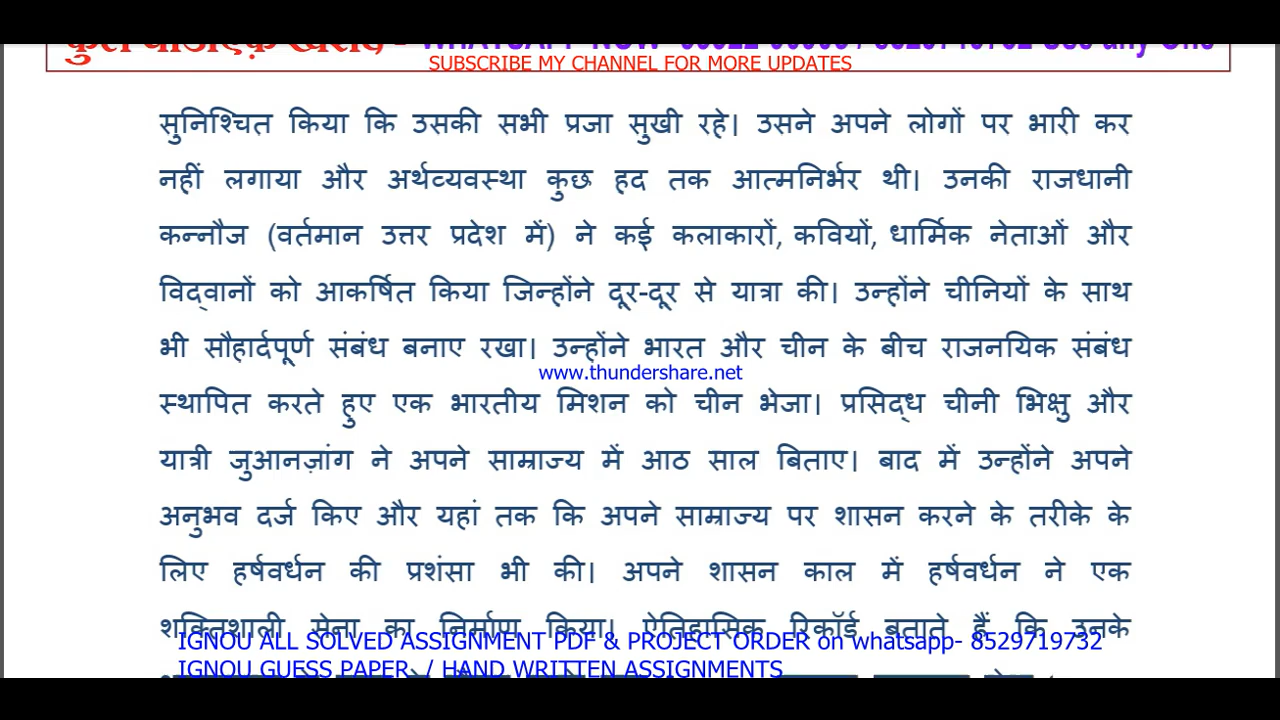 SUBSCRIBE MY CHANNEL FOR MORE UPDATES
सुनिश्चित किया कि उसकी सभी प्रजा सुखी रहे। उसने अपने लोगों पर भारी कर
नहीं लगाया और अर्थव्यवस्था कुछ हद तक आत्मनिर्भर थी। उनकी राजधानी
कन्नौज (वर्तमान उत्तर प्रदेश में) ने कई कलाकारों, कवियों, धार्मिक नेताओं और
विद्वानों को आकर्षित किया जिन्होंने दूर-दूर से यात्रा की। उन्होंने चीनियों के साथ
भी सौहार्दपूर्ण संबंध बनाए रखा। उन्होंने भारत और चीन के बीच राजनयिक संबंध
www.thundershare.net
स्थापित करते हुए एक भारतीय मिशन को चीन भेजा। प्रसिद्ध चीनी भिक्षु और
यात्री जुआनज़ांग ने अपने साम्राज्य में आठ साल बिताए। बाद में उन्होंने अपने
अनुभव दर्ज किए और यहां तक कि अपने साम्राज्य पर शासन करने के तरीके के
लिए हर्षवर्धन की प्रशंसा भी की। अपने शासन काल में हर्षवर्धन ने एक
शक्तिशाली सेना का निर्माण किया। ऐतिहासिक रिकॉर्ड बताते हैं कि उनके
IGNOU ALL SOLVED ASSIGNMENT PDF & PROJECT ORDER on whatsapp- 8529719732
IGNOU GUESS PAPER / HAND WRITTEN ASSIGNMENTS